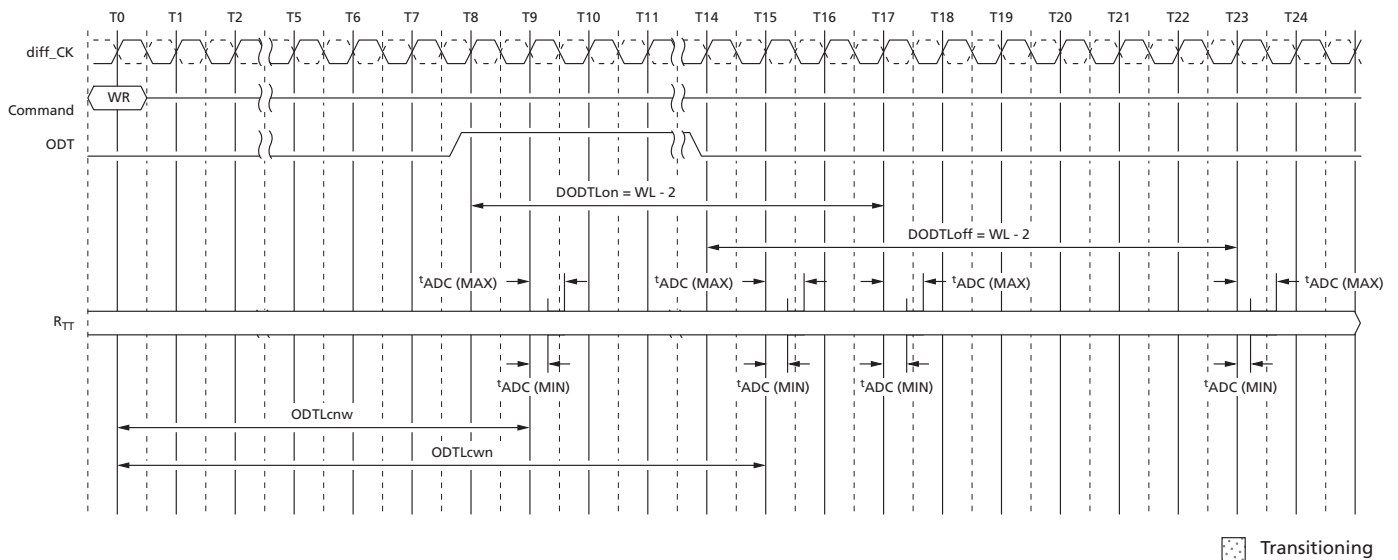 T0 T1 T2 T5 T6 T7 T8 T9 T10 T11 T14 T15 T16 T17 T18 T19 T20 T21 T22 T23 T24
diff_CK
WR
Command
ODT
DODTLon = WL - 2
DODTLoff = WL - 2
tADC (MAX) tADC (MAX) tADC (MAX) tADC (MAX)
RTT
tADC (MIN) tADC (MIN) tADC (MIN) tADC (MIN)
ODTLcnw
ODTLcwn
Transitioning